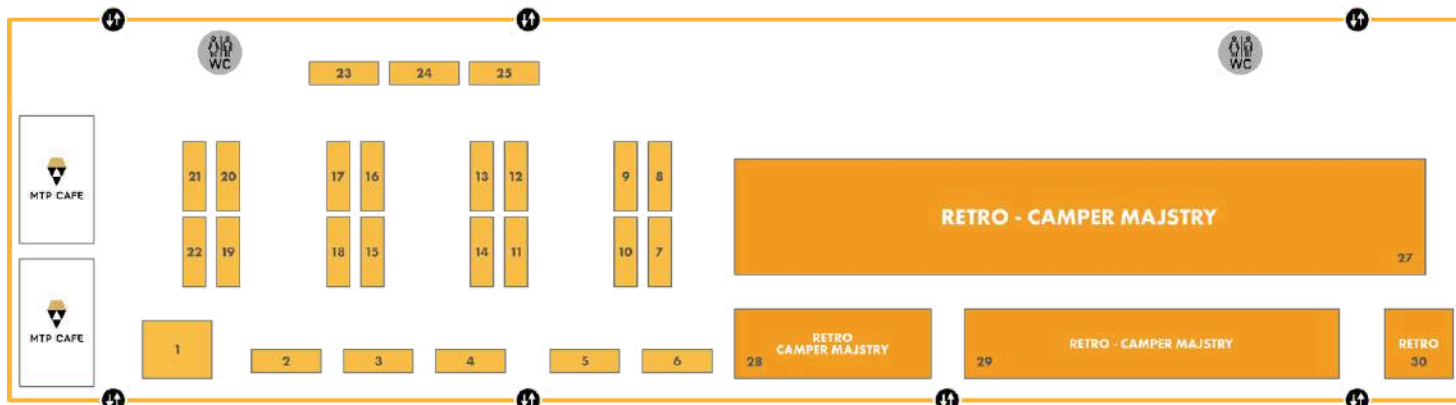 WC
WC
23 24 25
MTP CAFE
21 20 17 16 13 12 9 8
RETRO - CAMPER MAJSTRY
27
22 19 18 15 14 11 10 7
MTP CAFE
1
2 3 4 5 6
RETRO
CAMPER MAJSTRY
28
RETRO - CAMPER MAJSTRY
29
RETRO
30